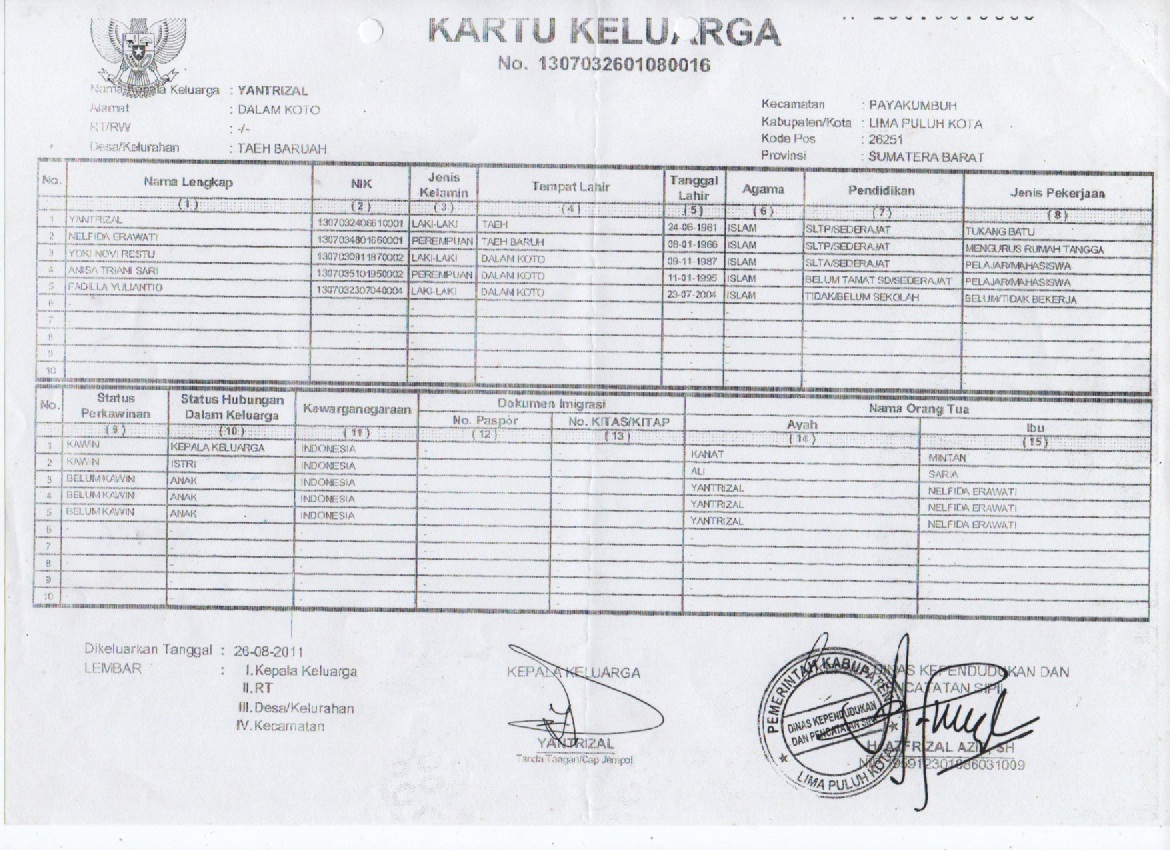 KARTU KELUARGA
No. 1307032601080016
Nama Kepala Keluarga : YANTRIZAL
Alamat : DALAM KOTO
RT/RW : -/-
Desa/Kelurahan : TAEH BARUAH
Kecamatan : PAYAKUMBUH
Kabupaten/Kota : LIMA PULUH KOTA
Kode Pos : 26251
Provinsi : SUMATERA BARAT
No. Nama Lengkap NIK Jenis Kelamin Tempat Lahir Tanggal Lahir Agama Pendidikan Jenis Pekerjaan
(1) (2) (3) (4) (5) (6) (7) (8)
1 YANTRIZAL 1307032406610001 LAKI-LAKI TAEH 24-06-1961 ISLAM SLTP/SEDERAJAT TUKANG BATU
2 NELFIDA ERAWATI 1307034801660001 PEREMPUAN TAEH BARUH 08-01-1966 ISLAM SLTP/SEDERAJAT MENGURUS RUMAH TANGGA
3 YOKI NOVI RESTU 1307030911870002 LAKI-LAKI DALAM KOTO 09-11-1987 ISLAM SLTA/SEDERAJAT PELAJAR/MAHASISWA
4 ANISA TRIANI SARI 1307035101950002 PEREMPUAN DALAM KOTO 11-01-1995 ISLAM BELUM TAMAT SD/SEDERAJAT PELAJAR/MAHASISWA
5 FADILLA YULIANTIO 1307032307040004 LAKI-LAKI DALAM KOTO 23-07-2004 ISLAM TIDAK/BELUM SEKOLAH BELUM/TIDAK BEKERJA
6
7
8
9
10
No. Status Perkawinan Status Hubungan Dalam Keluarga Kewarganegaraan Dokumen Imigrasi Nama Orang Tua
No. Paspor No. KITAS/KITAP Ayah Ibu
(9) (10) (11) (12) (13) (14) (15)
1 KAWIN KEPALA KELUARGA INDONESIA KANAT MINTAN
2 KAWIN ISTRI INDONESIA ALI SARIA
3 BELUM KAWIN ANAK INDONESIA YANTRIZAL NELFIDA ERAWATI
4 BELUM KAWIN ANAK INDONESIA YANTRIZAL NELFIDA ERAWATI
5 BELUM KAWIN ANAK INDONESIA YANTRIZAL NELFIDA ERAWATI
6
7
8
9
10
Dikeluarkan Tanggal : 26-08-2011
LEMBAR : I. Kepala Keluarga
II. RT
III. Desa/Kelurahan
IV. Kecamatan
KEPALA KELUARGA
YANTRIZAL
Tanda Tangan/Cap Jempol
DINAS KEPENDUDUKAN DAN
PENCATATAN SIPIL
PEMERINTAH KABUPATEN
DINAS KEPENDUDUKAN
DAN PENCATATAN SIPIL
LIMA PULUH KOTA